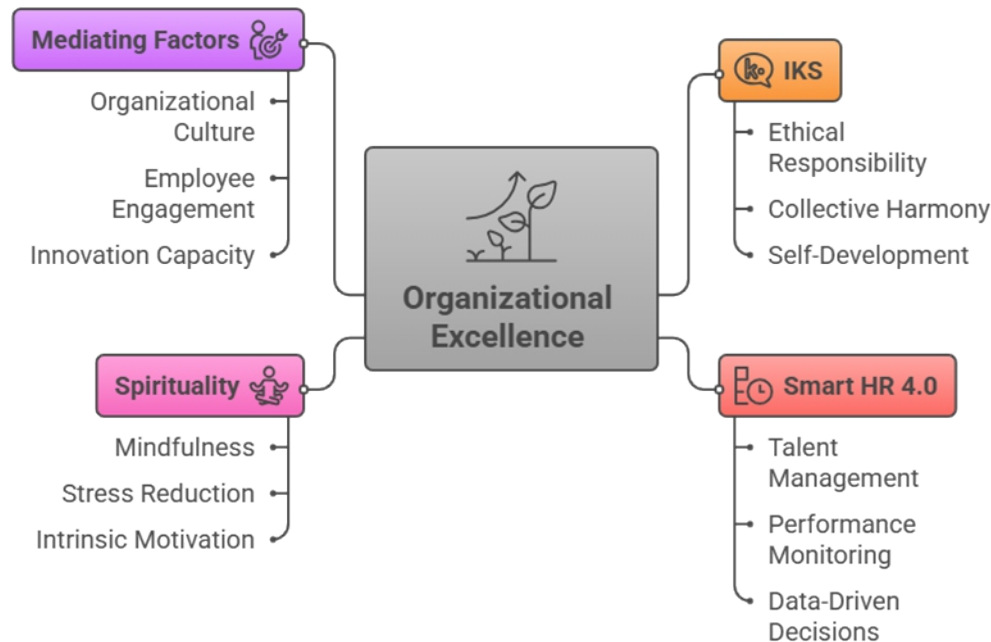 Mediating Factors
Organizational
Culture
Employee
Engagement
Innovation Capacity
k.
IKS
Ethical
Responsibility
Collective Harmony
Self-Development
Organizational
Excellence
Spirituality
Mindfulness
Stress Reduction
Intrinsic Motivation
Smart HR 4.0
Talent
Management
Performance
Monitoring
Data-Driven
Decisions